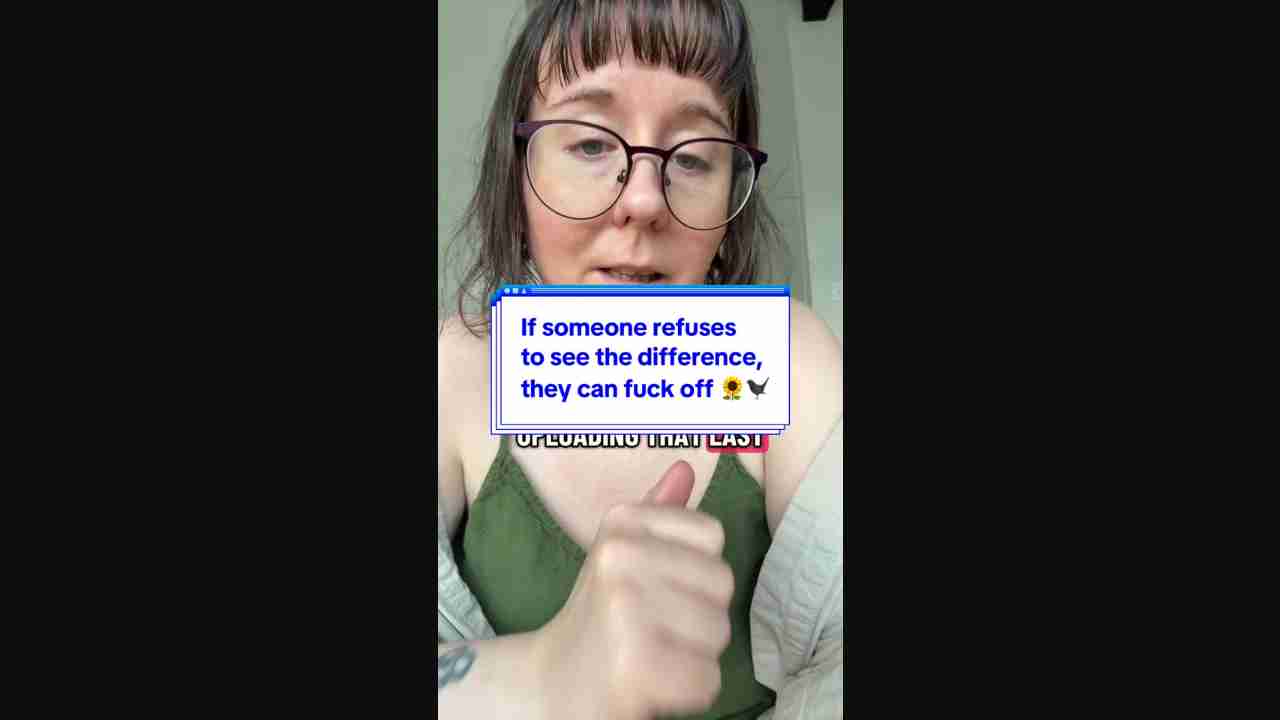 If someone refuses
to see the difference,
they can fuck off 🌻🐦‍⬛
UPLOADING THAT LAST